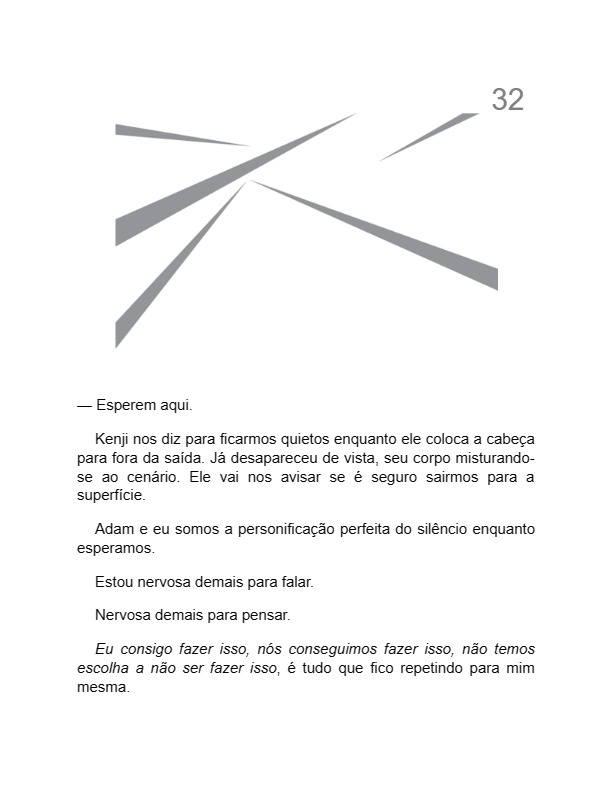 32
— Esperem aqui.
Kenji nos diz para ficarmos quietos enquanto ele coloca a cabeça
para fora da saída. Já desapareceu de vista, seu corpo misturando-
se ao cenário. Ele vai nos avisar se é seguro sairmos para a
superfície.
Adam e eu somos a personificação perfeita do silêncio enquanto
esperamos.
Estou nervosa demais para falar.
Nervosa demais para pensar.
Eu consigo fazer isso, nós conseguimos fazer isso, não temos
escolha a não ser fazer isso, é tudo que fico repetindo para mim
mesma.